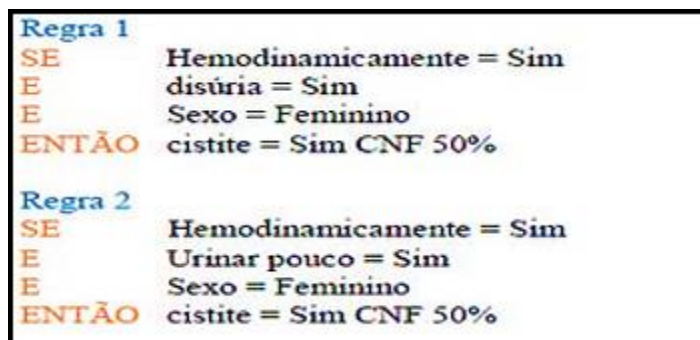 Regra 1
SE Hemodinamicamente = Sim
E disúria = Sim
E Sexo = Feminino
ENTÃO cistite = Sim CNF 50%
Regra 2
SE Hemodinamicamente = Sim
E Urinar pouco = Sim
E Sexo = Feminino
ENTÃO cistite = Sim CNF 50%